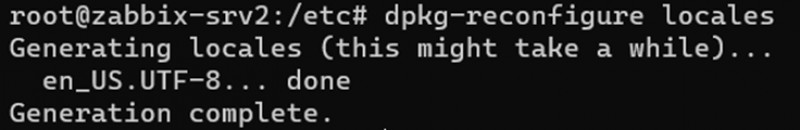 root@zabbix-srv2:/etc# dpkg-reconfigure locales
Generating locales (this might take a while)...
  en_US.UTF-8... done
Generation complete.